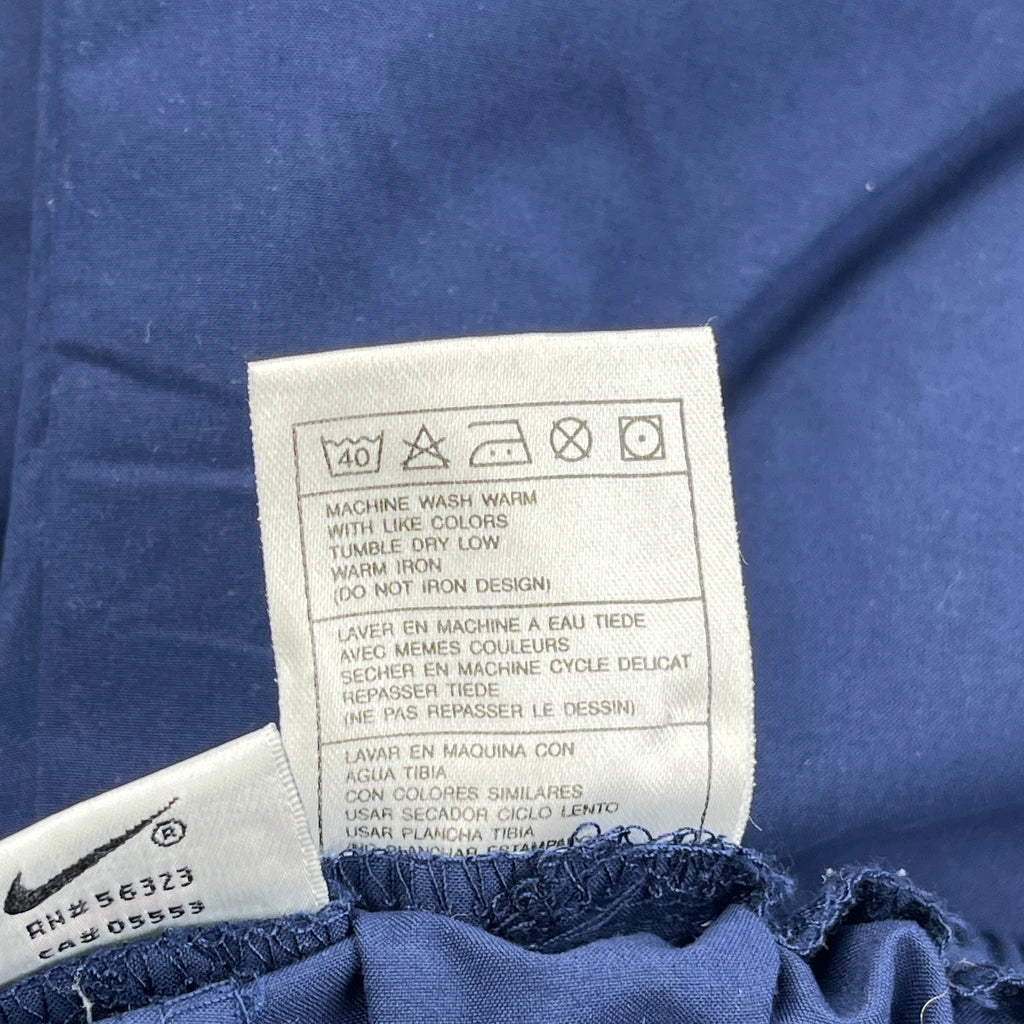 40
MACHINE WASH WARM
WITH LIKE COLORS
TUMBLE DRY LOW
WARM IRON
(DO NOT IRON DESIGN)
LAVER EN MACHINE A EAU TIEDE
AVEC MEMES COULEURS
SECHER EN MACHINE CYCLE DELICAT
REPASSER TIEDE
(NE PAS REPASSER LE DESSIN)
LAVAR EN MAQUINA CON
AGUA TIBIA
CON COLORES SIMILARES
USAR SECADOR CICLO LENTO
USAR PLANCHA TIBIA
(NO PLANCHAR
®
RN#56323
CA#05553